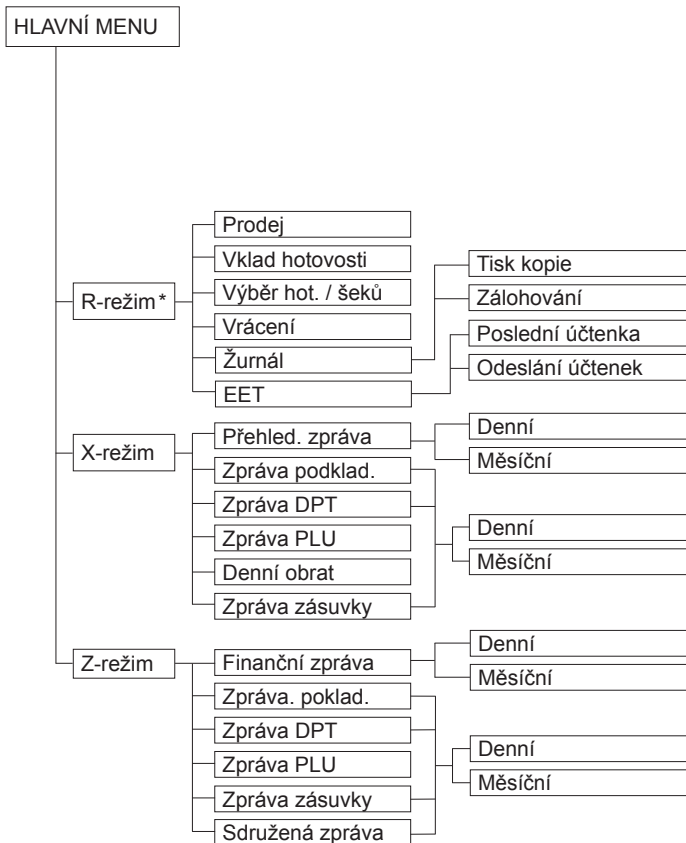 HLAVNÍ MENU
R-režim*
Prodej
Vklad hotovosti
Výběr hot. / šeků
Vrácení
Žurnál
EET
Tisk kopie
Zálohování
Poslední účtenka
Odeslání účtenek
X-režim
Přehled. zpráva
Zpráva podklad.
Zpráva DPT
Zpráva PLU
Denní obrat
Zpráva zásuvky
Denní
Měsíční
Denní
Měsíční
Z-režim
Finanční zpráva
Zpráva. poklad.
Zpráva DPT
Zpráva PLU
Zpráva zásuvky
Sdružená zpráva
Denní
Měsíční
Denní
Měsíční